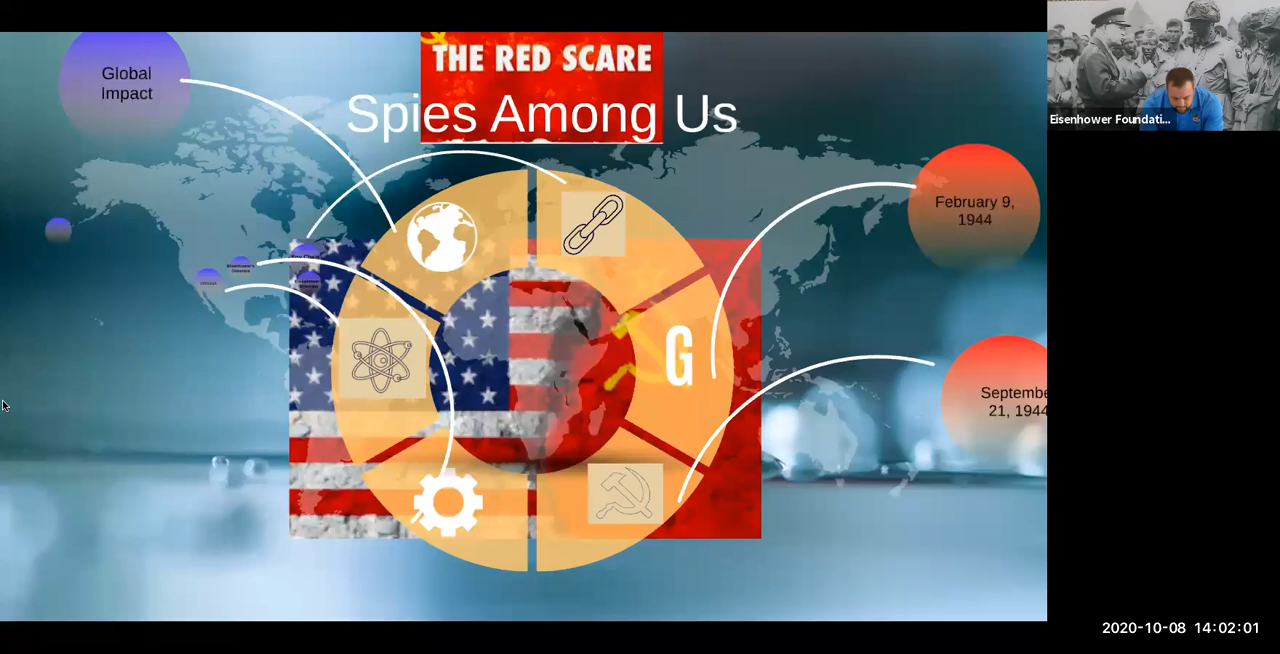 THE RED SCARE
Spies Among Us
Global
Impact
February 9,
1944
Septembe
21, 1944
G
Eisenhower Foundati...
2020-10-08 14:02:01